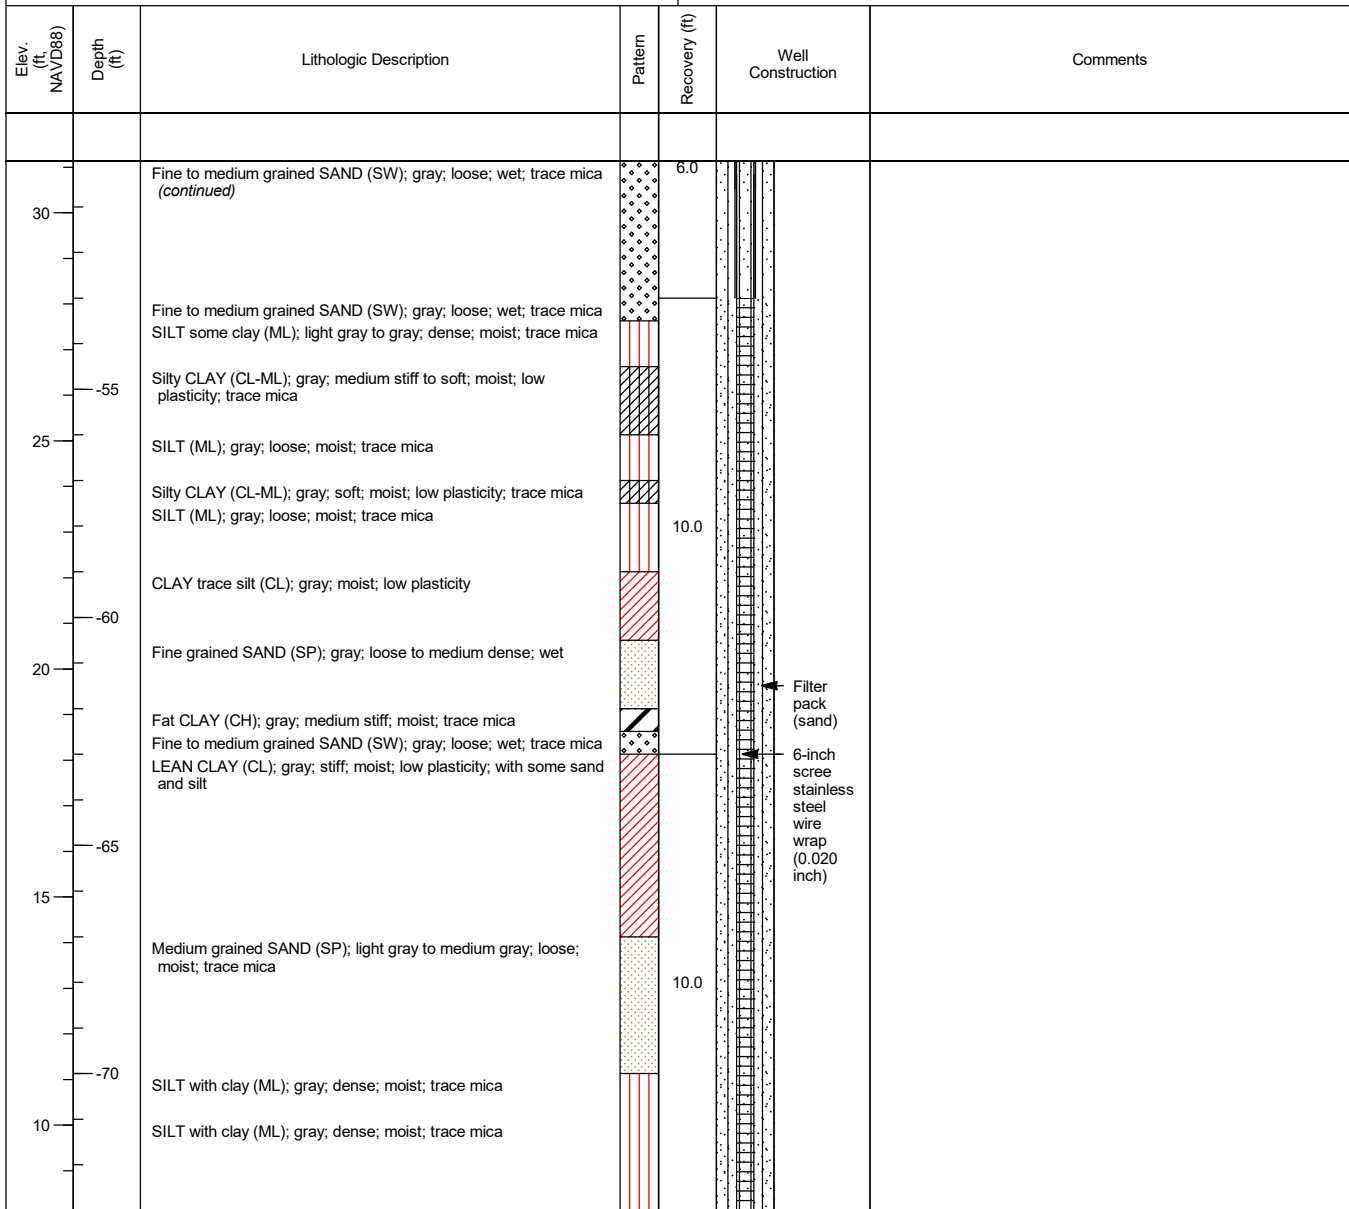 Elev. (ft, NAVD88)
Depth (ft)
Lithologic Description
Pattern
Recovery (ft)
Well Construction
Comments
Fine to medium grained SAND (SW); gray; loose; wet; trace mica
(continued)
6.0
30
Fine to medium grained SAND (SW); gray; loose; wet; trace mica
SILT some clay (ML); light gray to gray; dense; moist; trace mica
Silty CLAY (CL-ML); gray; medium stiff to soft; moist; low
plasticity; trace mica
-55
25
SILT (ML); gray; loose; moist; trace mica
Silty CLAY (CL-ML); gray; soft; moist; low plasticity; trace mica
SILT (ML); gray; loose; moist; trace mica
10.0
CLAY trace silt (CL); gray; moist; low plasticity
-60
Fine grained SAND (SP); gray; loose to medium dense; wet
20
Filter
pack
(sand)
Fat CLAY (CH); gray; medium stiff; moist; trace mica
Fine to medium grained SAND (SW); gray; loose; wet; trace mica
LEAN CLAY (CL); gray; stiff; moist; low plasticity; with some sand
and silt
6-inch
scree
stainless
steel
wire
wrap
(0.020
inch)
-65
15
Medium grained SAND (SP); light gray to medium gray; loose;
moist; trace mica
10.0
-70
SILT with clay (ML); gray; dense; moist; trace mica
10
SILT with clay (ML); gray; dense; moist; trace mica